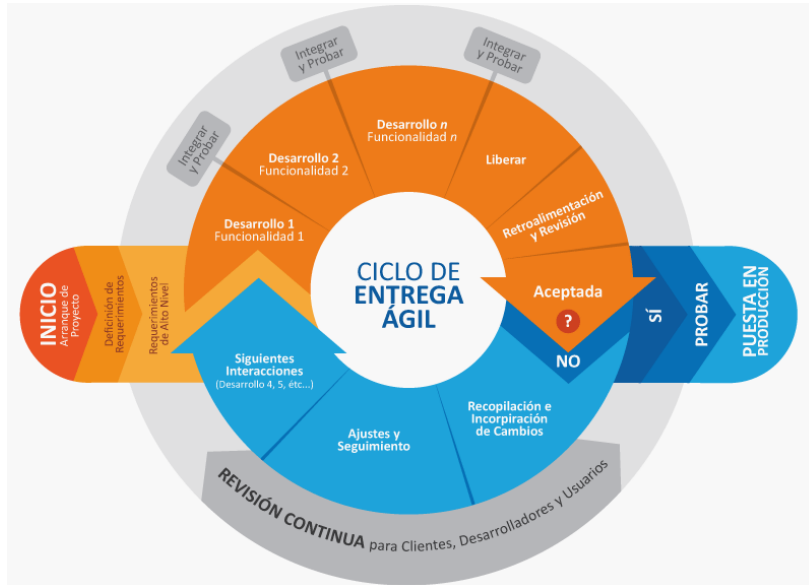 INICIO
Arranque de
Proyecto
Deficinión de
Requerimientos
Requerimientos
de Alto Nivel
Desarrollo 1
Funcionalidad 1
Integrar
y Probar
Desarrollo 2
Funcionalidad 2
Integrar
y Probar
Desarrollo n
Funcionalidad n
Integrar
y Probar
Liberar
Retroalimentación
y Revisión
Aceptada
?
SÍ
PROBAR
PUESTA EN
PRODUCCIÓN
NO
Recopilación e
Incorpiración
de Cambios
Ajustes y
Seguimiento
Siguientes
Interacciones
(Desarrollo 4, 5, étc...)
CICLO DE
ENTREGA
ÁGIL
REVISIÓN CONTINUA para Clientes, Desarrolladores y Usuarios